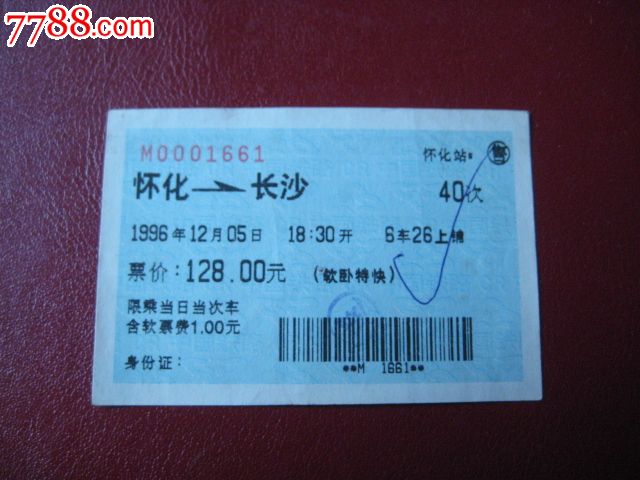 7788.com
M0001661
怀化站 售
怀化 → 长沙 40次
1996年12月05日 18:30开 6车26上铺
票价:128.00元 (软卧特快)
限乘当日当次车
含软票费1.00元
身份证:
**M 1661**